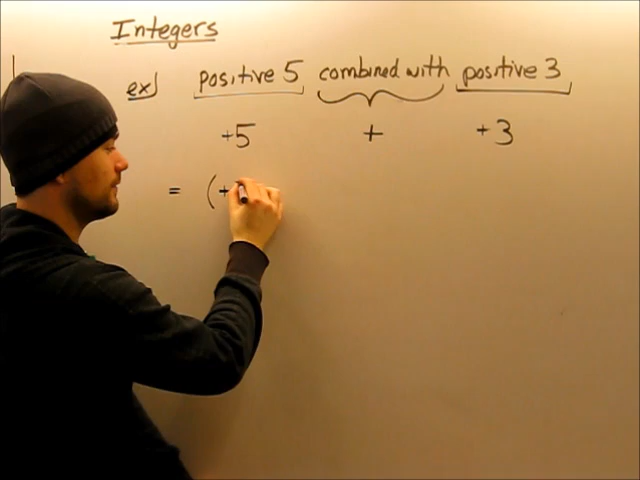 Integers
ex) positive 5 combined with positive 3
+5 + +3
= (+